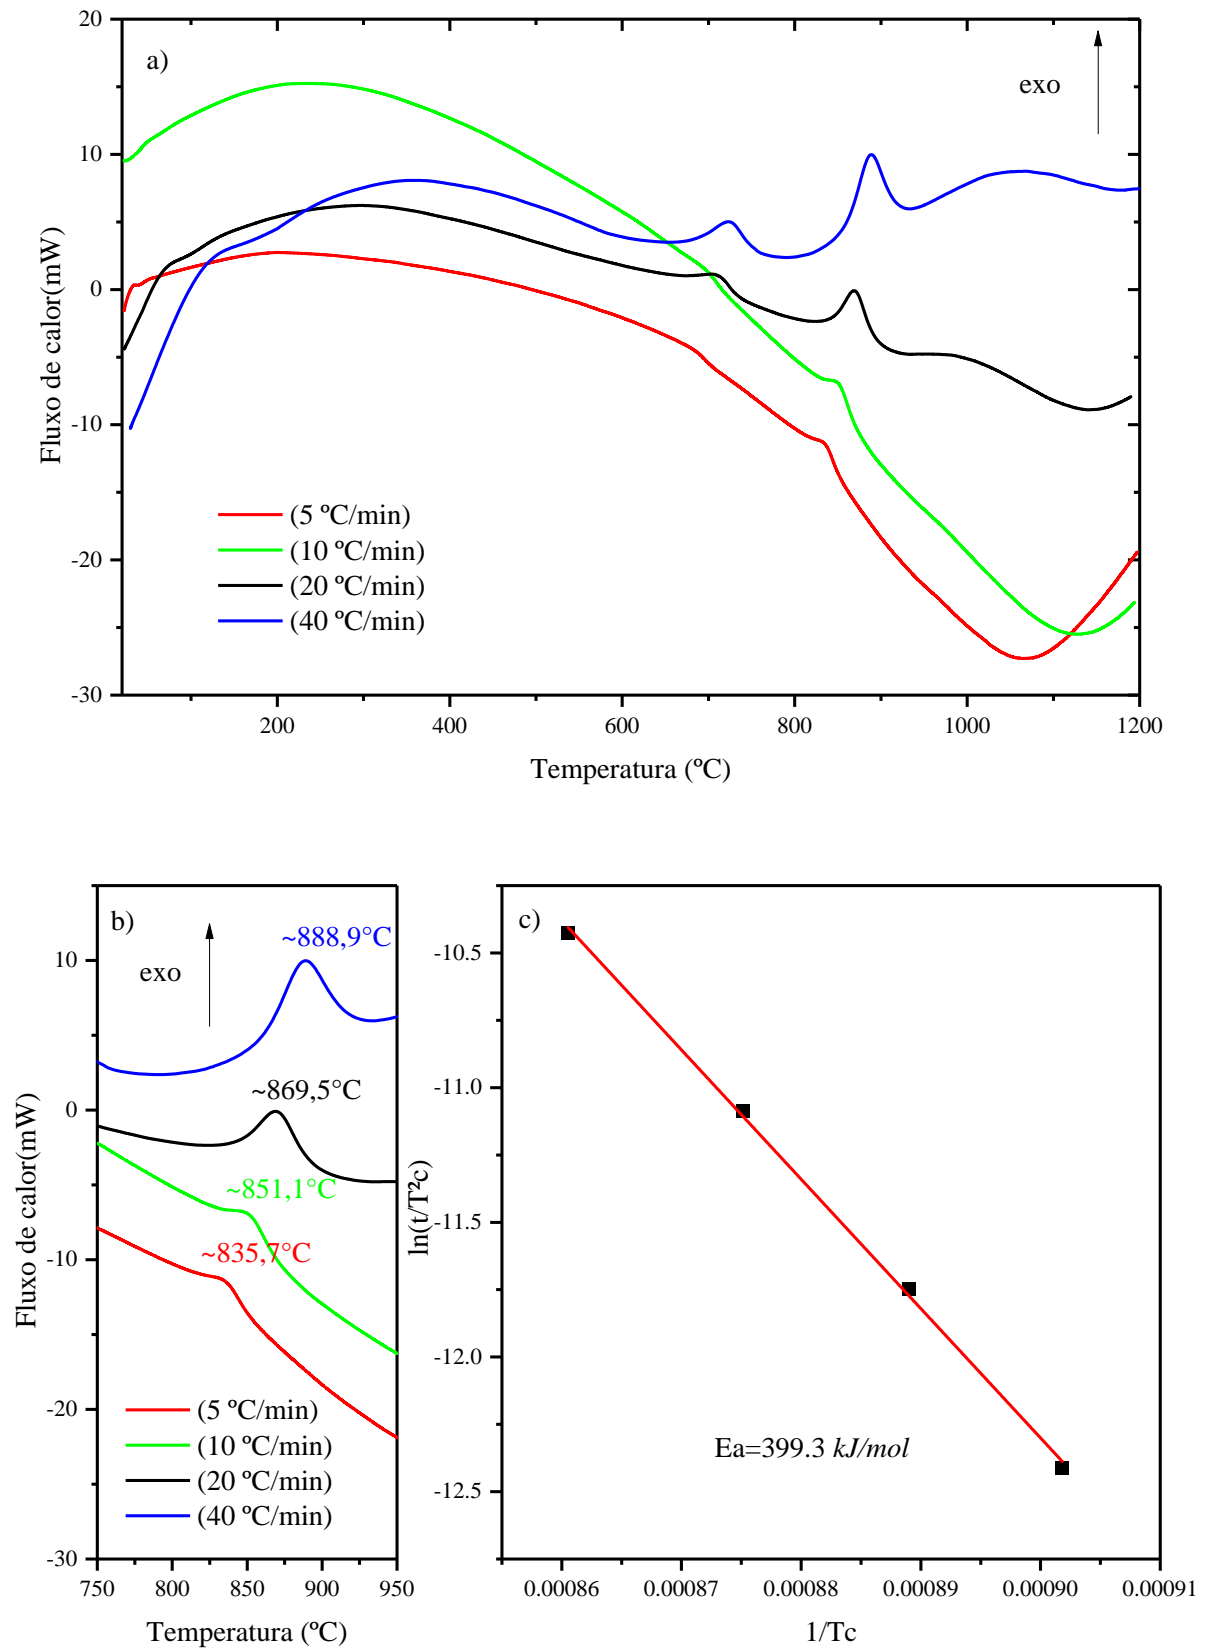 a)
exo
20
10
0
-10
-20
-30
Fluxo de calor(mW)
(5 ºC/min)
(10 ºC/min)
(20 ºC/min)
(40 ºC/min)
200
400
600
800
1000
1200
Temperatura (ºC)
b)
exo
~888,9°C
~869,5°C
~851,1°C
~835,7°C
10
0
-10
-20
-30
Fluxo de calor(mW)
(5 ºC/min)
(10 ºC/min)
(20 ºC/min)
(40 ºC/min)
750
800
850
900
950
Temperatura (ºC)
c)
-10.5
-11.0
-11.5
-12.0
-12.5
ln(t/T²c)
Ea=399.3 kJ/mol
0.00086
0.00087
0.00088
0.00089
0.00090
0.00091
1/Tc